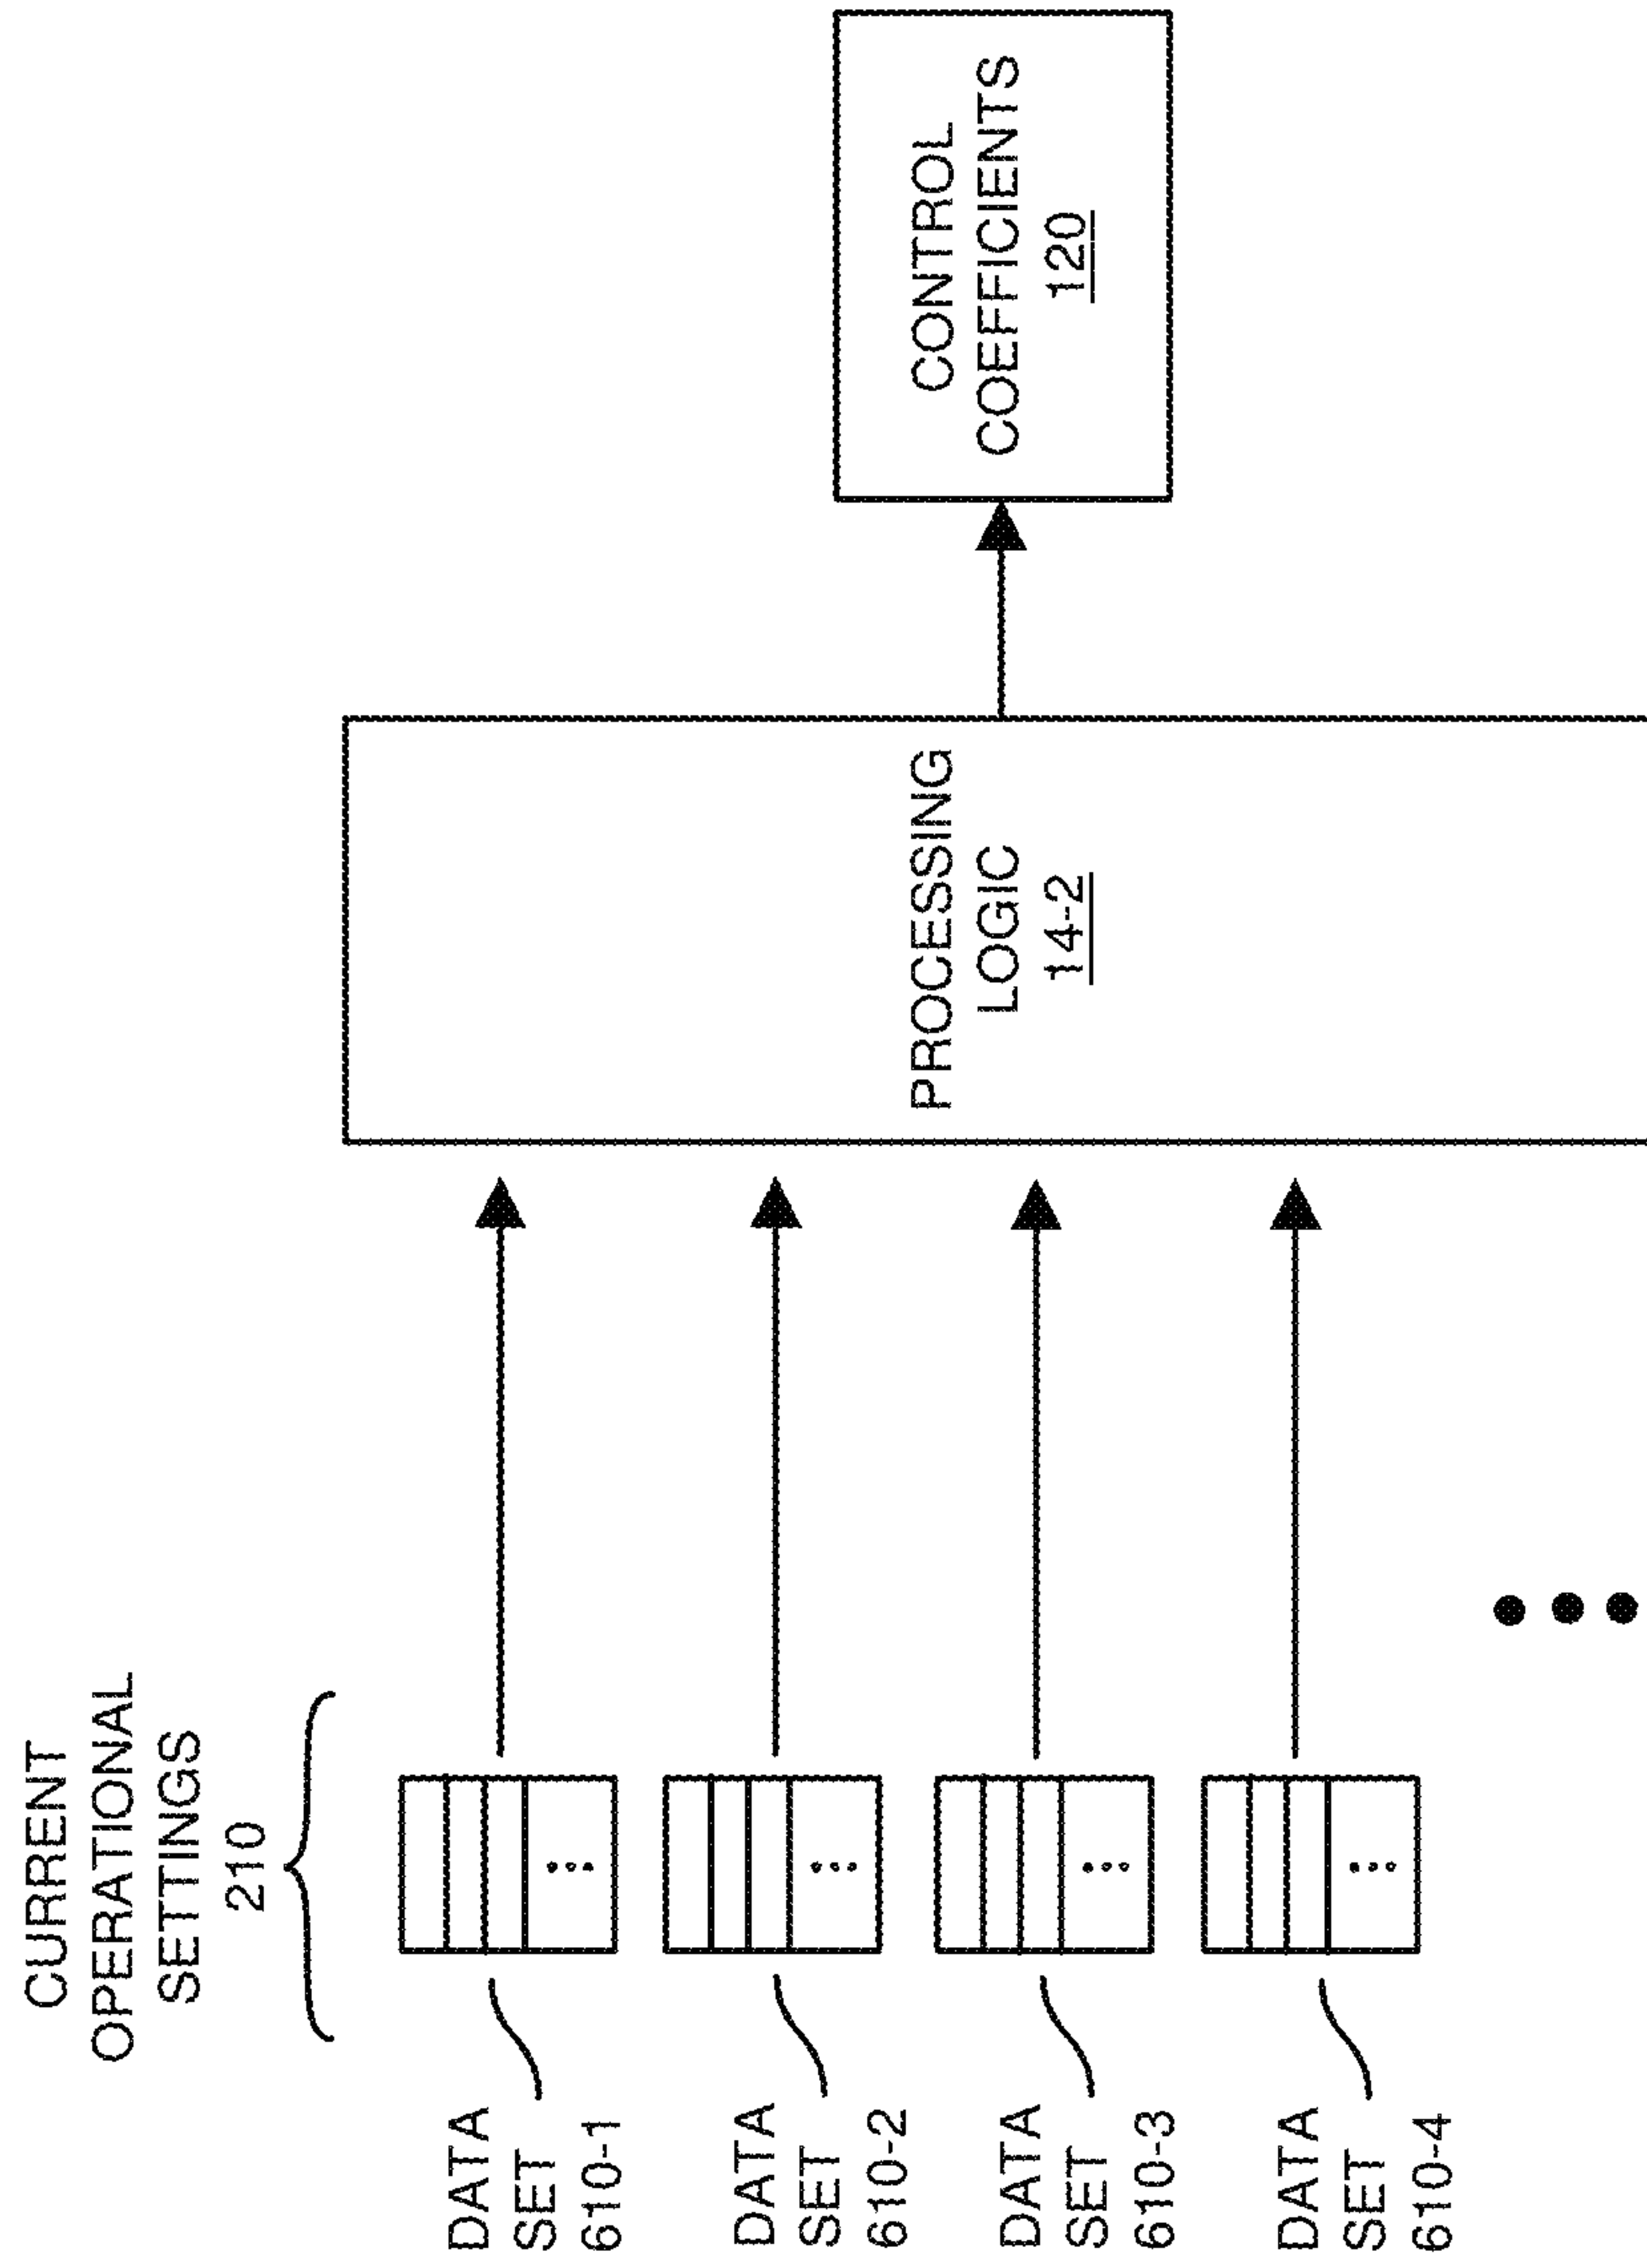 CURRENT
OPERATIONAL
SETTINGS
210
DATA
SET
610-1
DATA
SET
610-2
DATA
SET
610-3
DATA
SET
610-4
PROCESSING
LOGIC
14-2
CONTROL
COEFFICIENTS
120